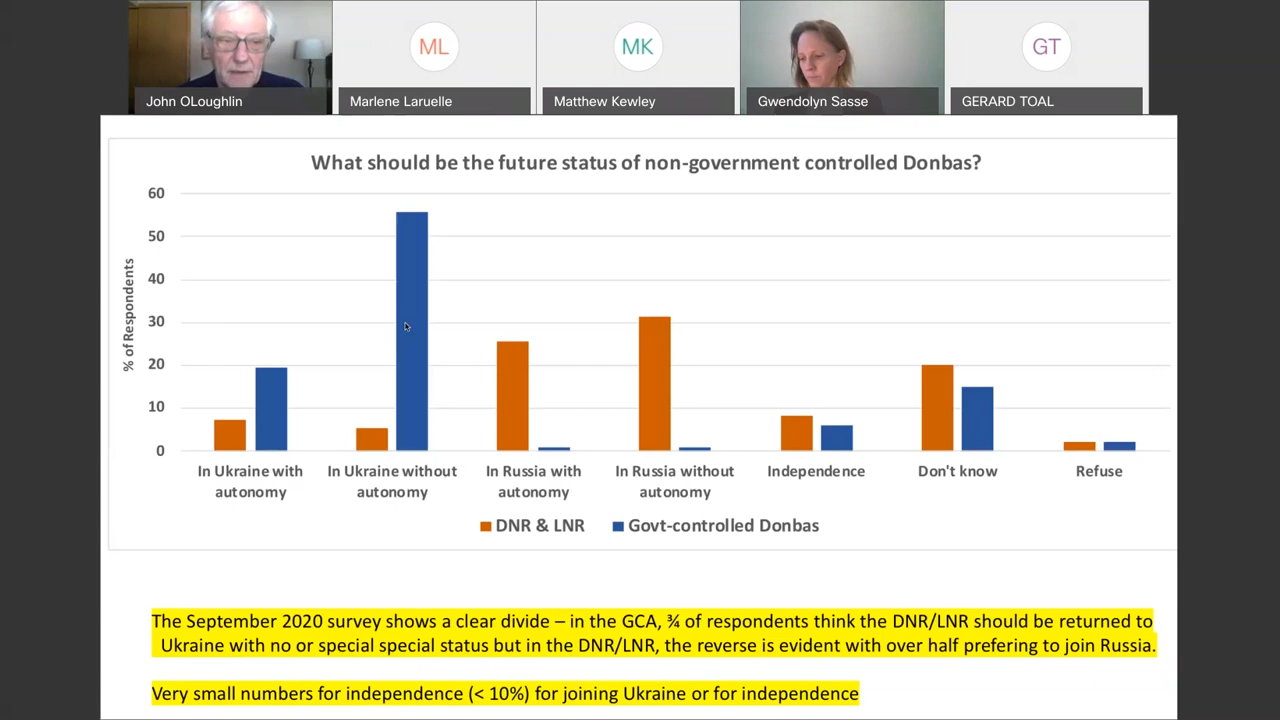 ML
MK
GT
John OLoughlin
Marlene Laruelle
Matthew Kewley
Gwendolyn Sasse
GERARD TOAL
What should be the future status of non-government controlled Donbas?
% of Respondents
60
50
40
30
20
10
0
In Ukraine with
autonomy
In Ukraine without
autonomy
In Russia with
autonomy
In Russia without
autonomy
Independence
Don't know
Refuse
DNR & LNR
Govt-controlled Donbas
The September 2020 survey shows a clear divide – in the GCA, ¾ of respondents think the DNR/LNR should be returned to
Ukraine with no or special special status but in the DNR/LNR, the reverse is evident with over half prefering to join Russia.
Very small numbers for independence (< 10%) for joining Ukraine or for independence